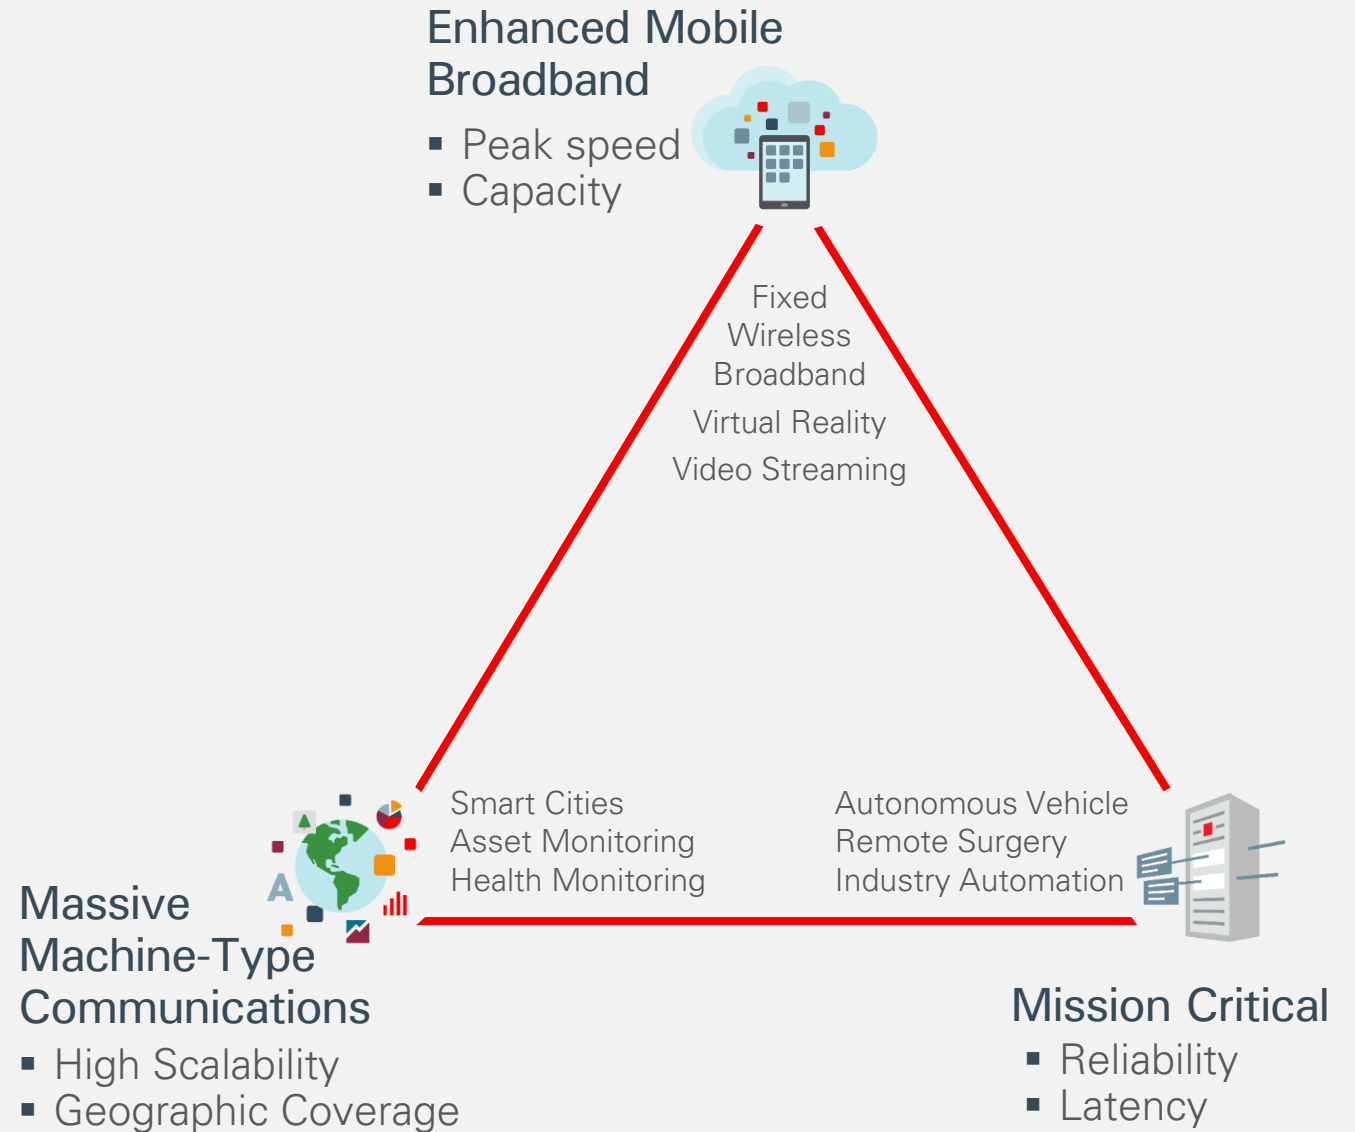 Enhanced Mobile
Broadband
▪ Peak speed
▪ Capacity
Fixed
Wireless
Broadband
Virtual Reality
Video Streaming
Smart Cities
Asset Monitoring
Health Monitoring
Autonomous Vehicle
Remote Surgery
Industry Automation
A
Massive
Machine-Type
Communications
▪ High Scalability
▪ Geographic Coverage
Mission Critical
▪ Reliability
▪ Latency